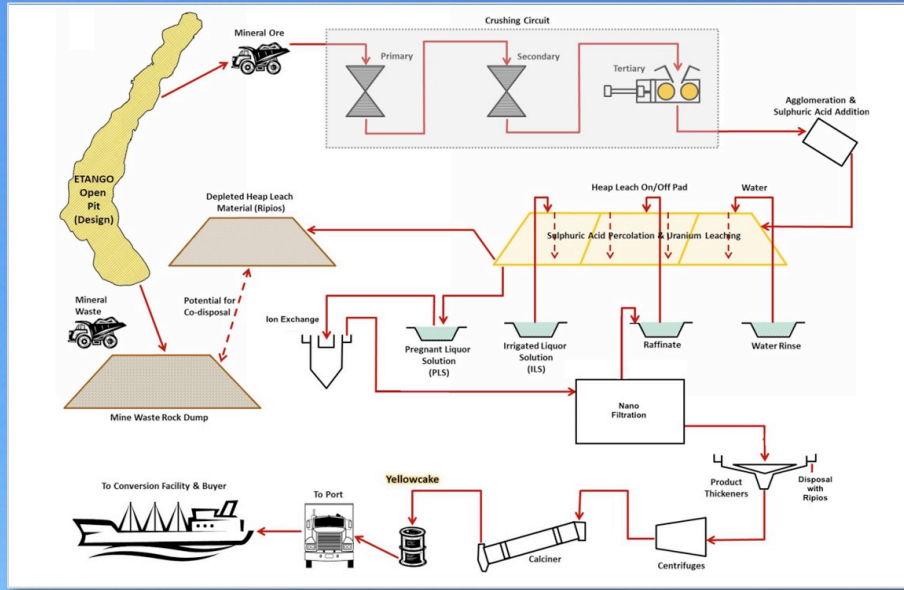 Crushing Circuit
Mineral Ore
Primary
Secondary
Tertiary
Agglomeration &
Sulphuric Acid Addition
ETANGO
Open
Pit
(Design)
Depleted Heap Leach
Material (Ripios)
Heap Leach On/Off Pad
Water
Sulphuric Acid Percolation & Uranium Leaching
Mineral
Waste
Potential for
Co-disposal
Ion Exchange
Pregnant Liquor
Solution
(PLS)
Irrigated Liquor
Solution
(ILS)
Raffinate
Water Rinse
Mine Waste Rock Dump
Nano
Filtration
Product
Thickeners
Disposal
with
Ripios
To Conversion Facility & Buyer
To Port
Yellowcake
Calciner
Centrifuges